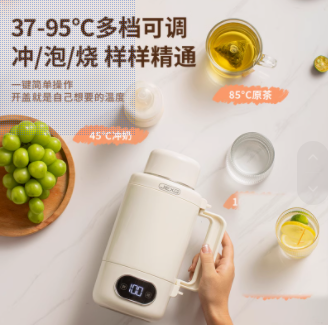 37-95°C多档可调
冲/泡/烧 样样精通
一键简单操作
开盖就是自己想要的温度
85°C原茶
45°C冲奶
100